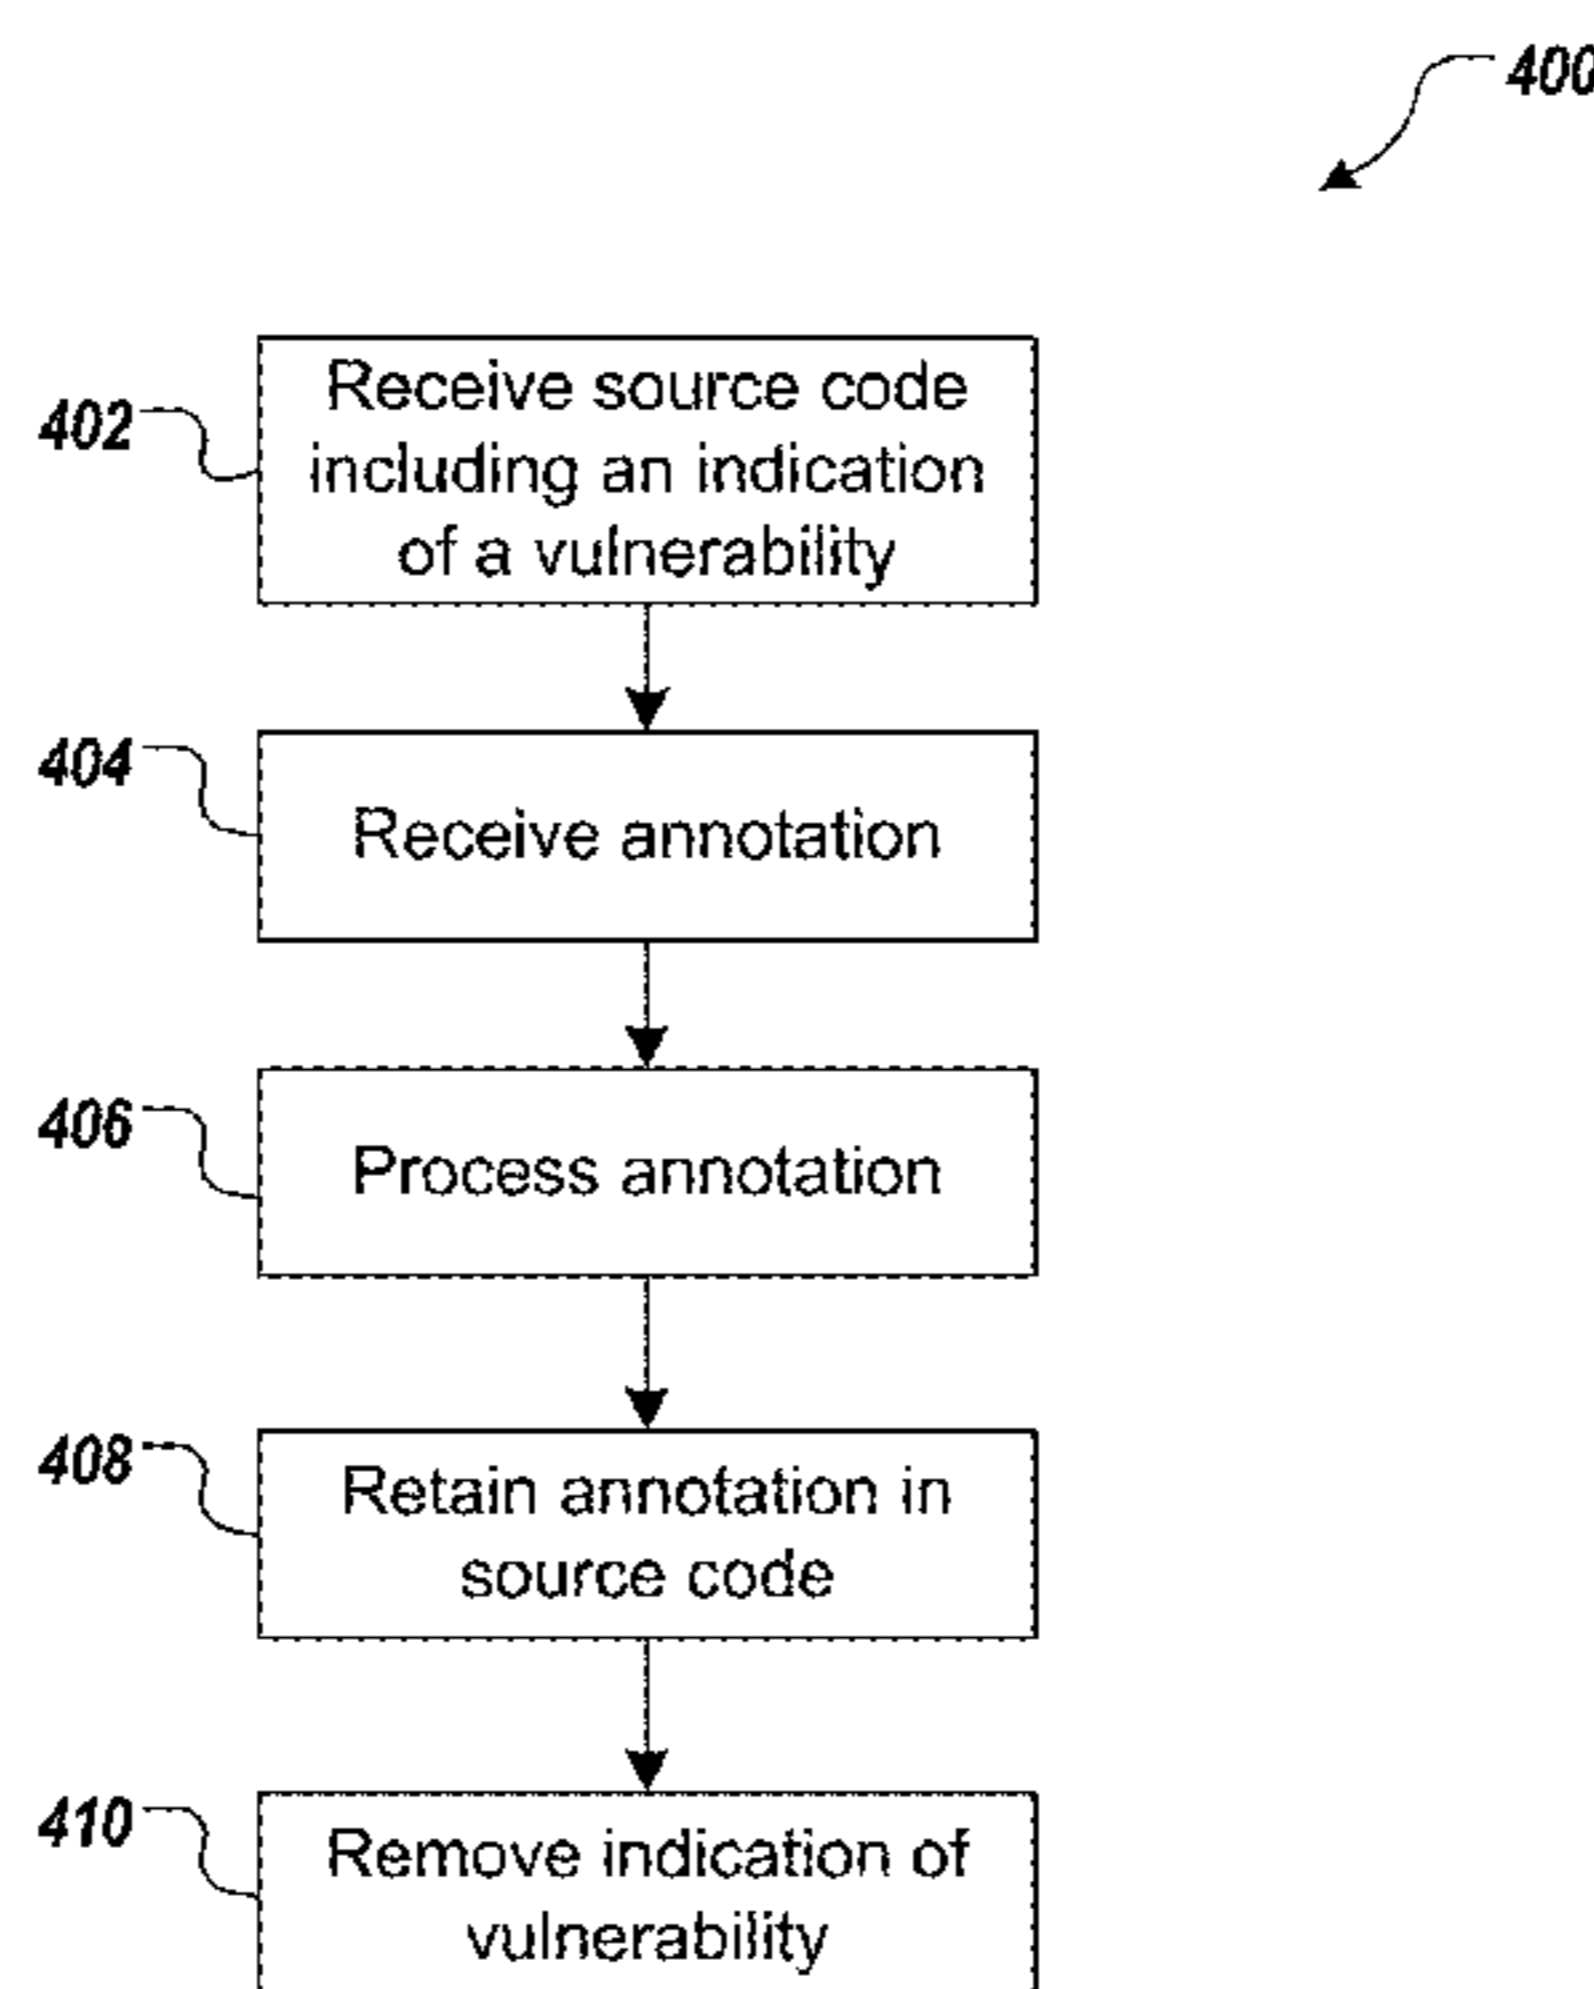 400
402
Receive source code
including an indication
of a vulnerability
404
Receive annotation
406
Process annotation
408
Retain annotation in
source code
410
Remove indication of
vulnerability